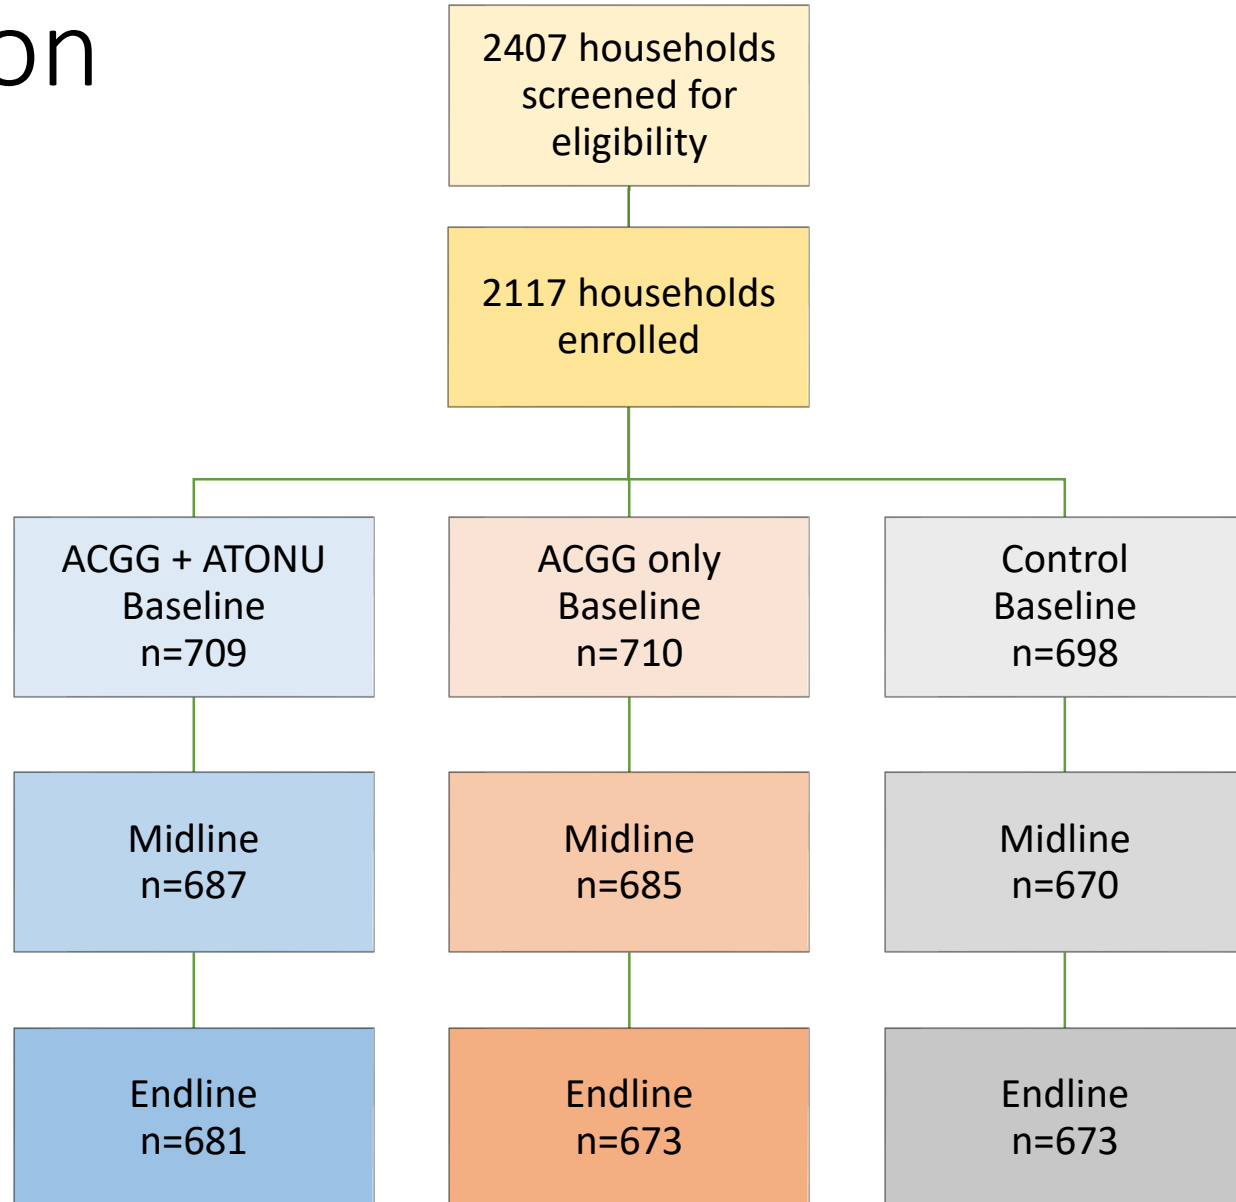 on
2407 households
screened for
eligibility
2117 households
enrolled
ACGG + ATONU
Baseline
n=709
ACGG only
Baseline
n=710
Control
Baseline
n=698
Midline
n=687
Midline
n=685
Midline
n=670
Endline
n=681
Endline
n=673
Endline
n=673